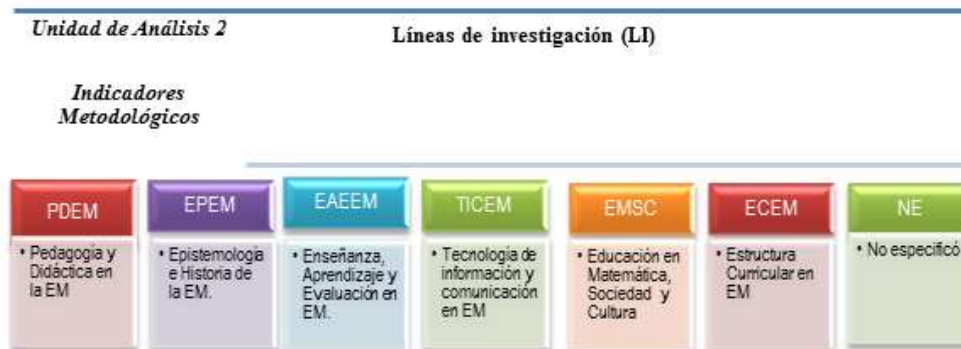 Unidad de Análisis 2
Líneas de investigación (LI)
Indicadores
Metodológicos
PDEM
• Pedagogía y
Didáctica en
la EM
EPEM
• Epistemología
e Historia de
la EM.
EAEEM
• Enseñanza,
Aprendizaje y
Evaluación en
EM.
TICEM
• Tecnología de
información y
comunicación
en EM
EMSC
• Educación en
Matemática,
Sociedad y
Cultura
ECEM
• Estructura
Curricular en
EM
NE
• No especificó